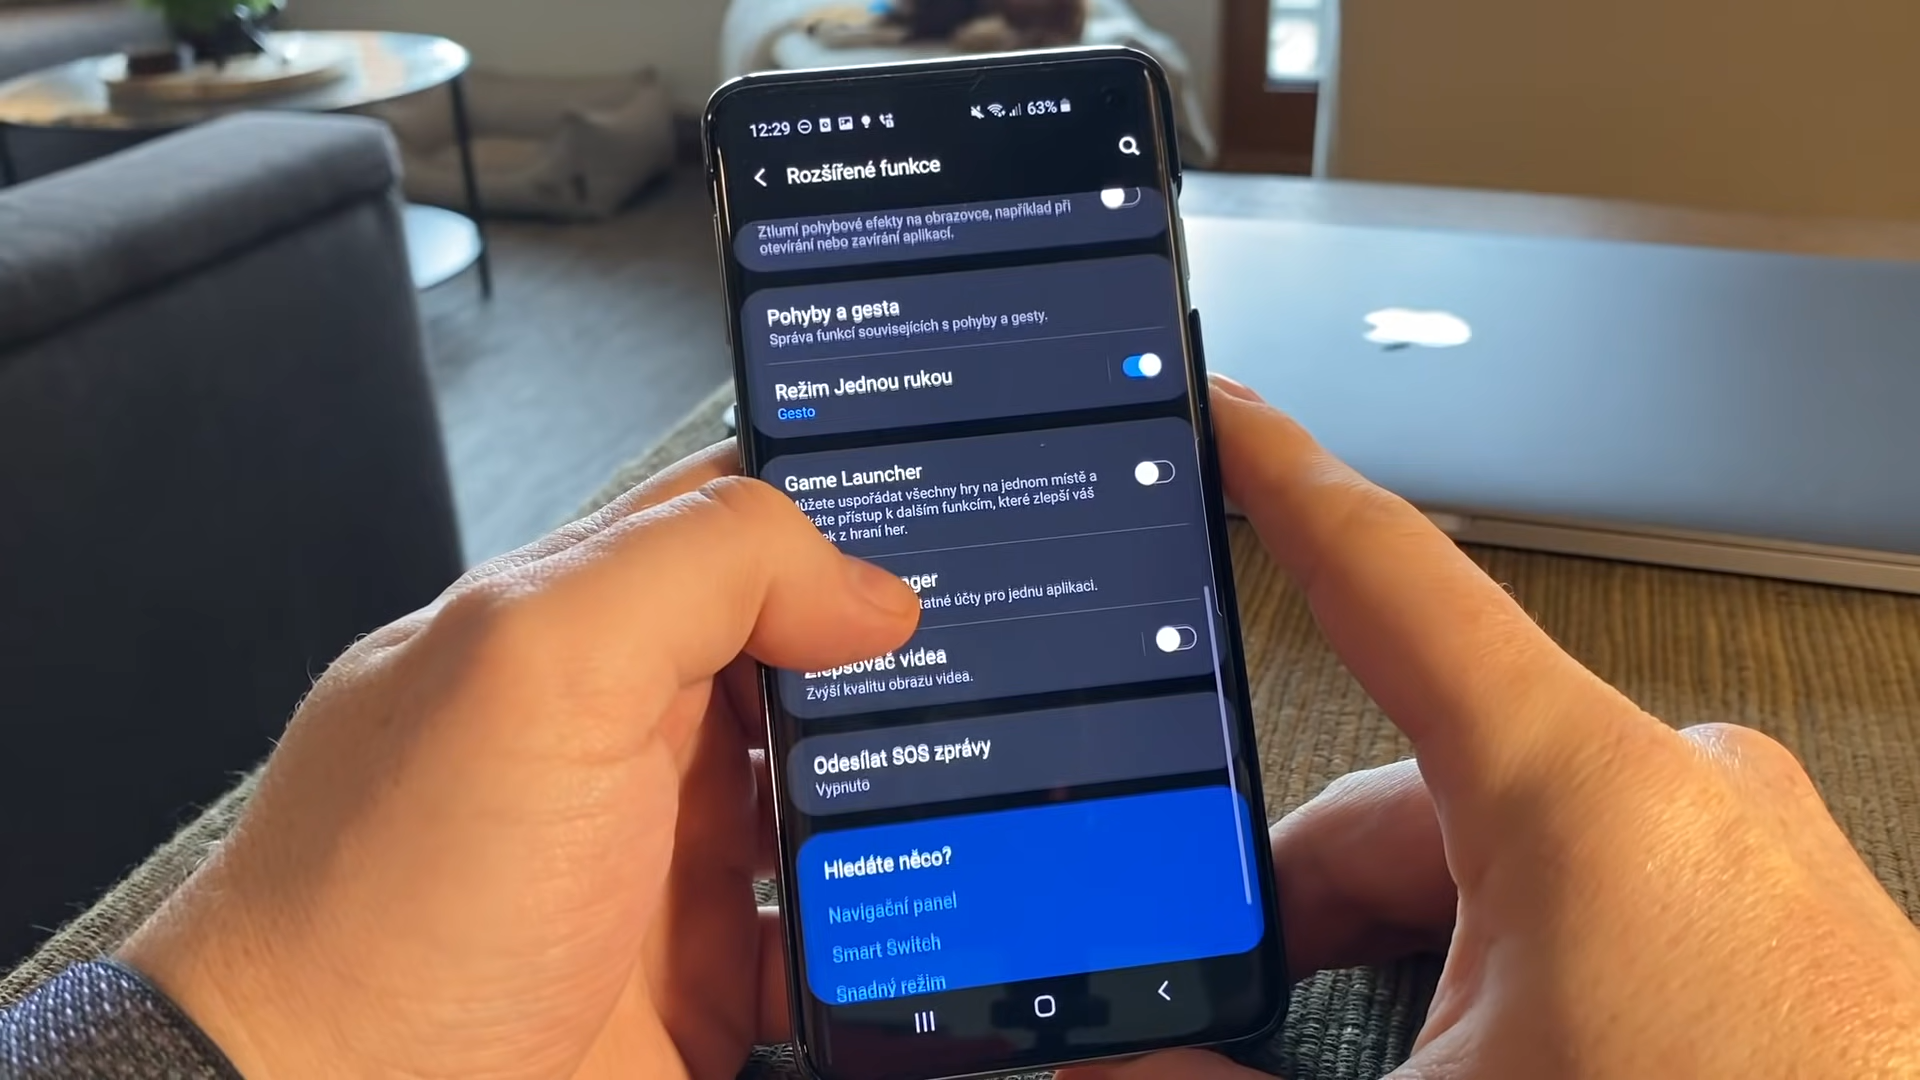 12:29 63%
Rozšířené funkce
Ztlumí pohybové efekty na obrazovce, například při
otevírání nebo zavírání aplikací.
Pohyby a gesta
Správa funkcí souvisejících s pohyby a gesty.
Režim Jednou rukou
Gesto
Game Launcher
ůžete uspořádat všechny hry na jednom místě a
káte přístup k dalším funkcím, které zlepší váš
ek z hraní her.
nger
tatné účty pro jednu aplikaci.
Zlepšovač videa
Zvýší kvalitu obrazu videa.
Odesílat SOS zprávy
Vypnuto
Hledáte něco?
Navigační panel
Smart Switch
Snadný režim